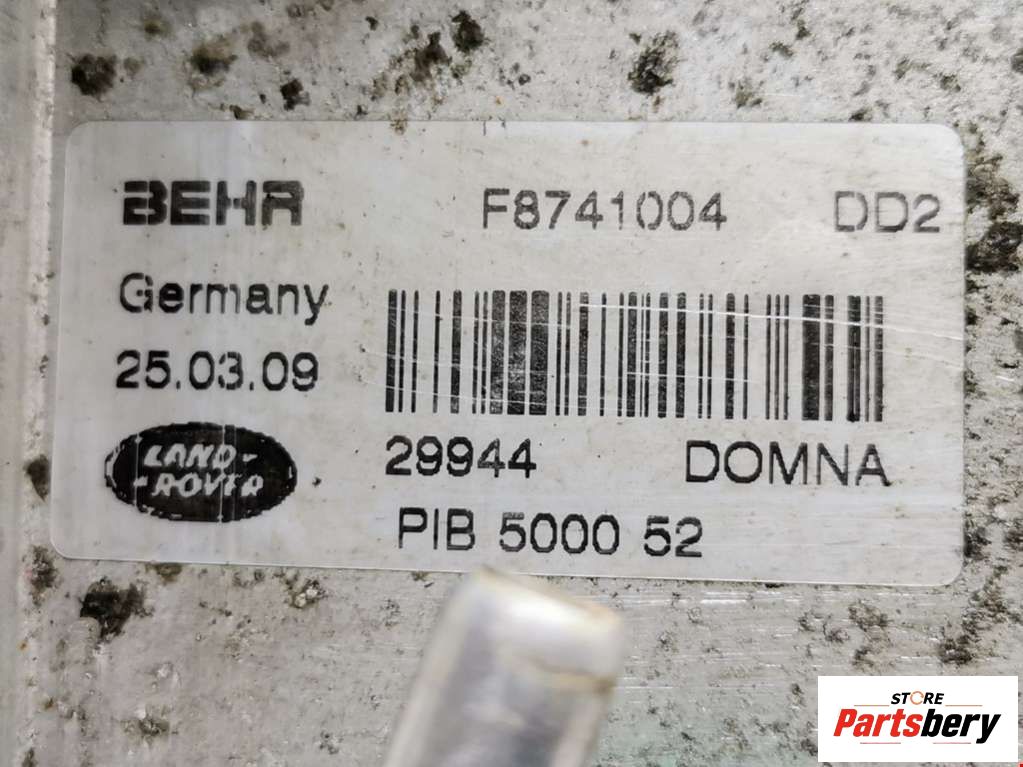 BEHR F8741004 DD2
Germany
25.03.09
LAND-
-ROVER
29944 DOMNA
PIB 5000 52
STORE
Partsbery